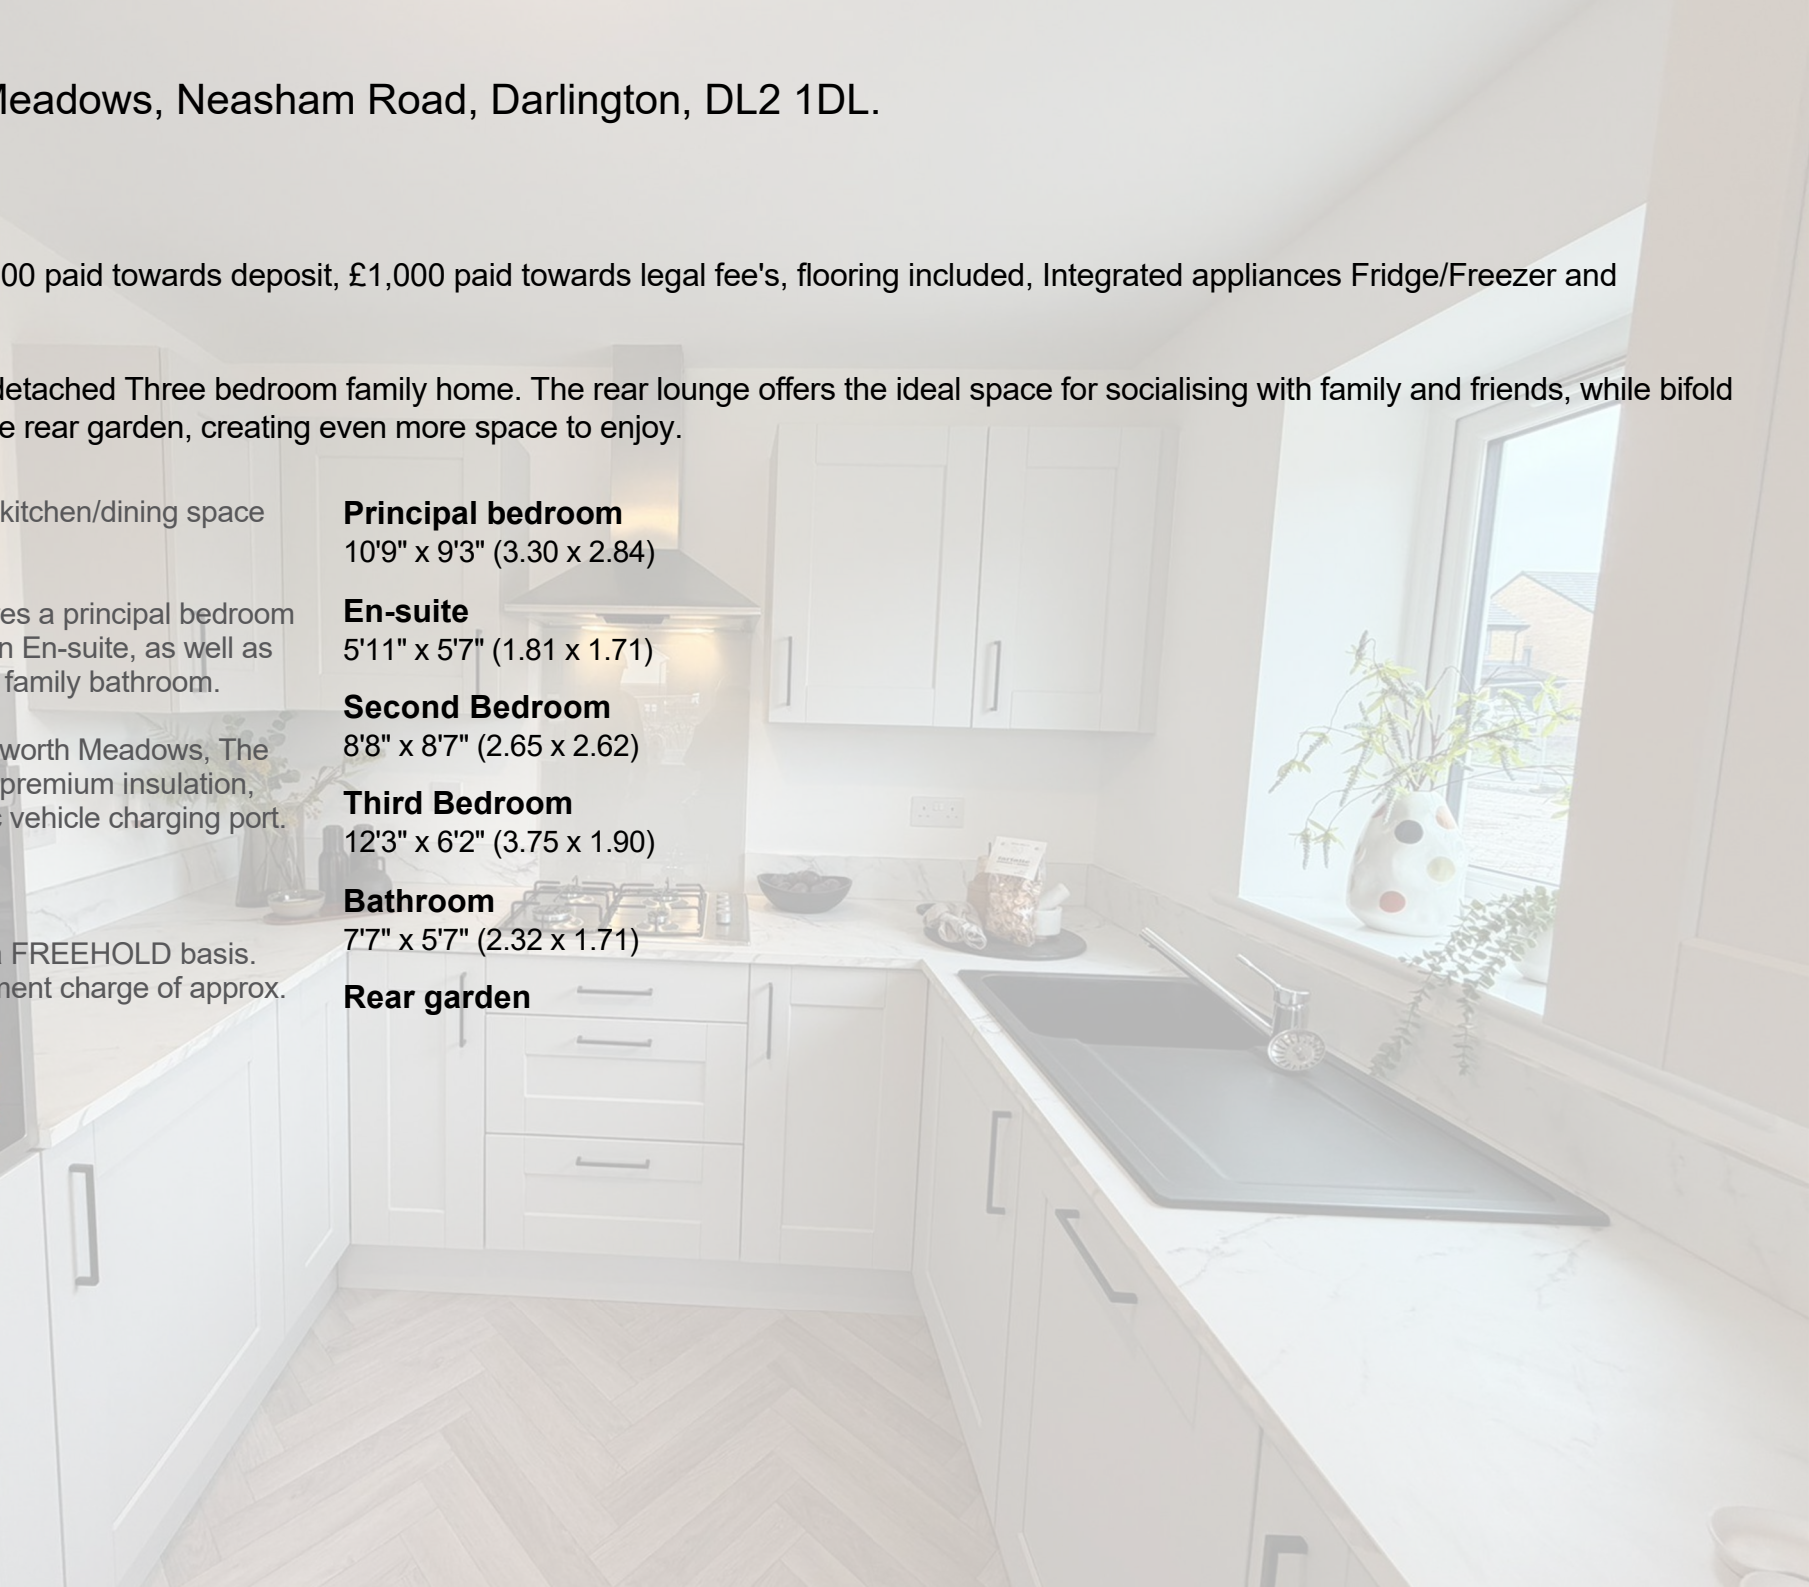 Meadows, Neasham Road, Darlington, DL2 1DL.
00 paid towards deposit, £1,000 paid towards legal fee's, flooring included, Integrated appliances Fridge/Freezer and
detached Three bedroom family home. The rear lounge offers the ideal space for socialising with family and friends, while bifold
e rear garden, creating even more space to enjoy.
kitchen/dining space
es a principal bedroom
n En-suite, as well as
family bathroom.
worth Meadows, The
premium insulation,
vehicle charging port.
FREEHOLD basis.
ment charge of approx.
Principal bedroom
10'9" x 9'3" (3.30 x 2.84)
En-suite
5'11" x 5'7" (1.81 x 1.71)
Second Bedroom
8'8" x 8'7" (2.65 x 2.62)
Third Bedroom
12'3" x 6'2" (3.75 x 1.90)
Bathroom
7'7" x 5'7" (2.32 x 1.71)
Rear garden